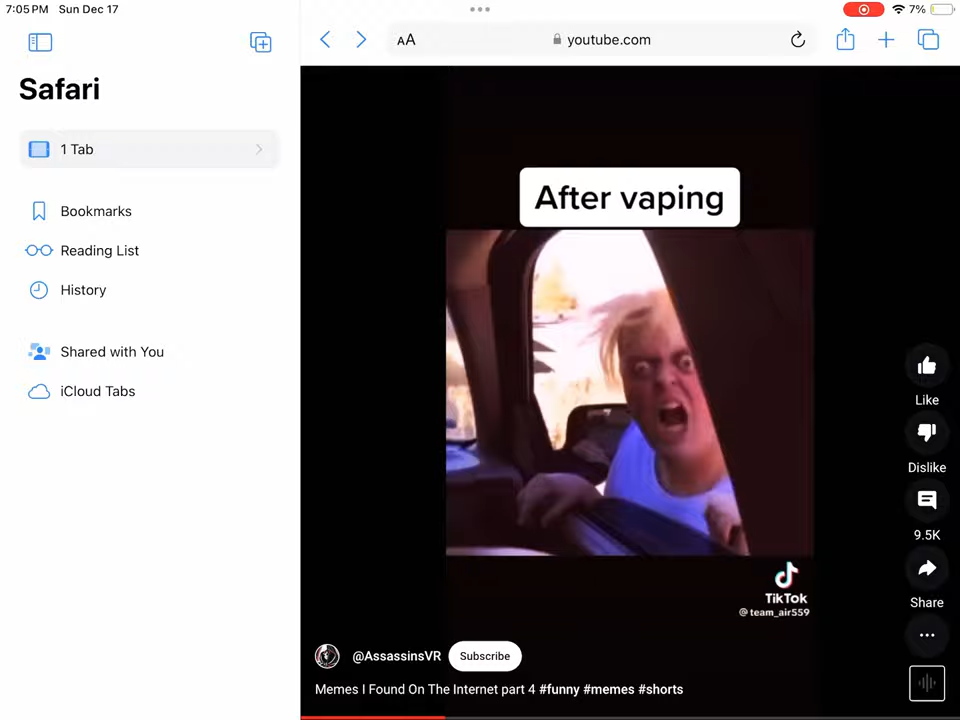 7:05 PM Sun Dec 17
7%
AA
youtube.com
Safari
1 Tab
Bookmarks
Reading List
History
Shared with You
iCloud Tabs
After vaping
TikTok
@team_air559
Like
Dislike
9.5K
Share
@AssassinsVR
Subscribe
Memes I Found On The Internet part 4 #funny #memes #shorts